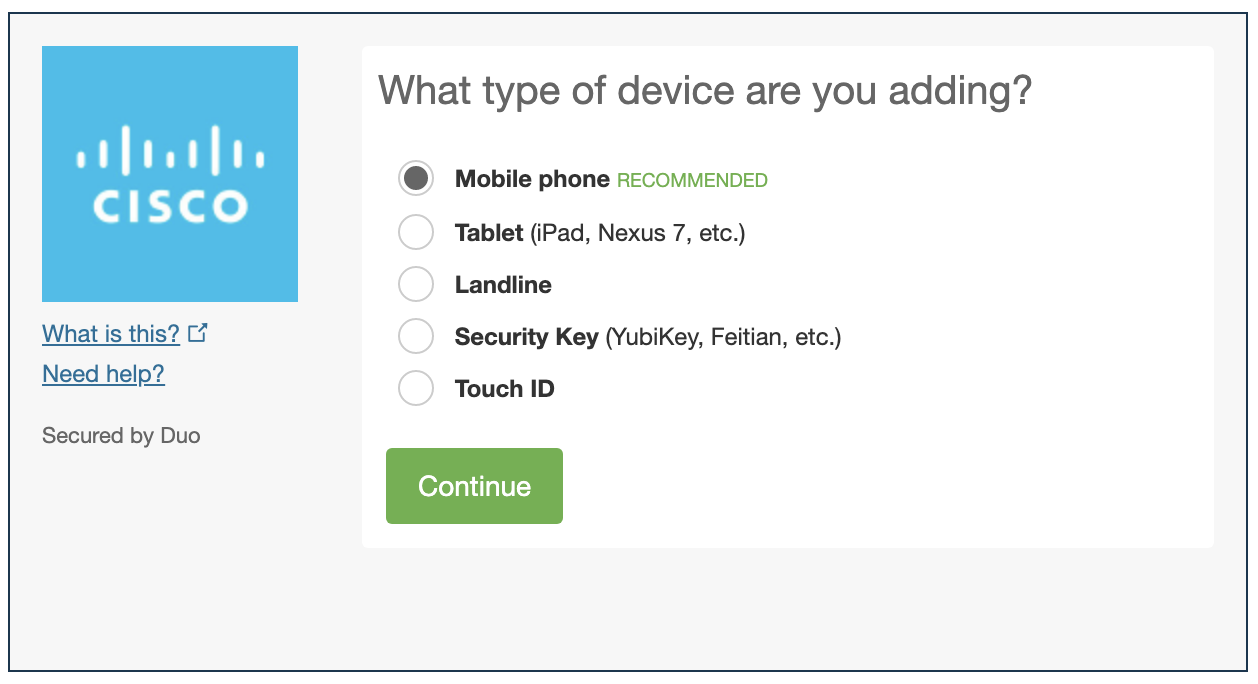 CISCO
What is this?
Need help?
Secured by Duo
What type of device are you adding?
Mobile phone RECOMMENDED
Tablet (iPad, Nexus 7, etc.)
Landline
Security Key (YubiKey, Feitian, etc.)
Touch ID
Continue